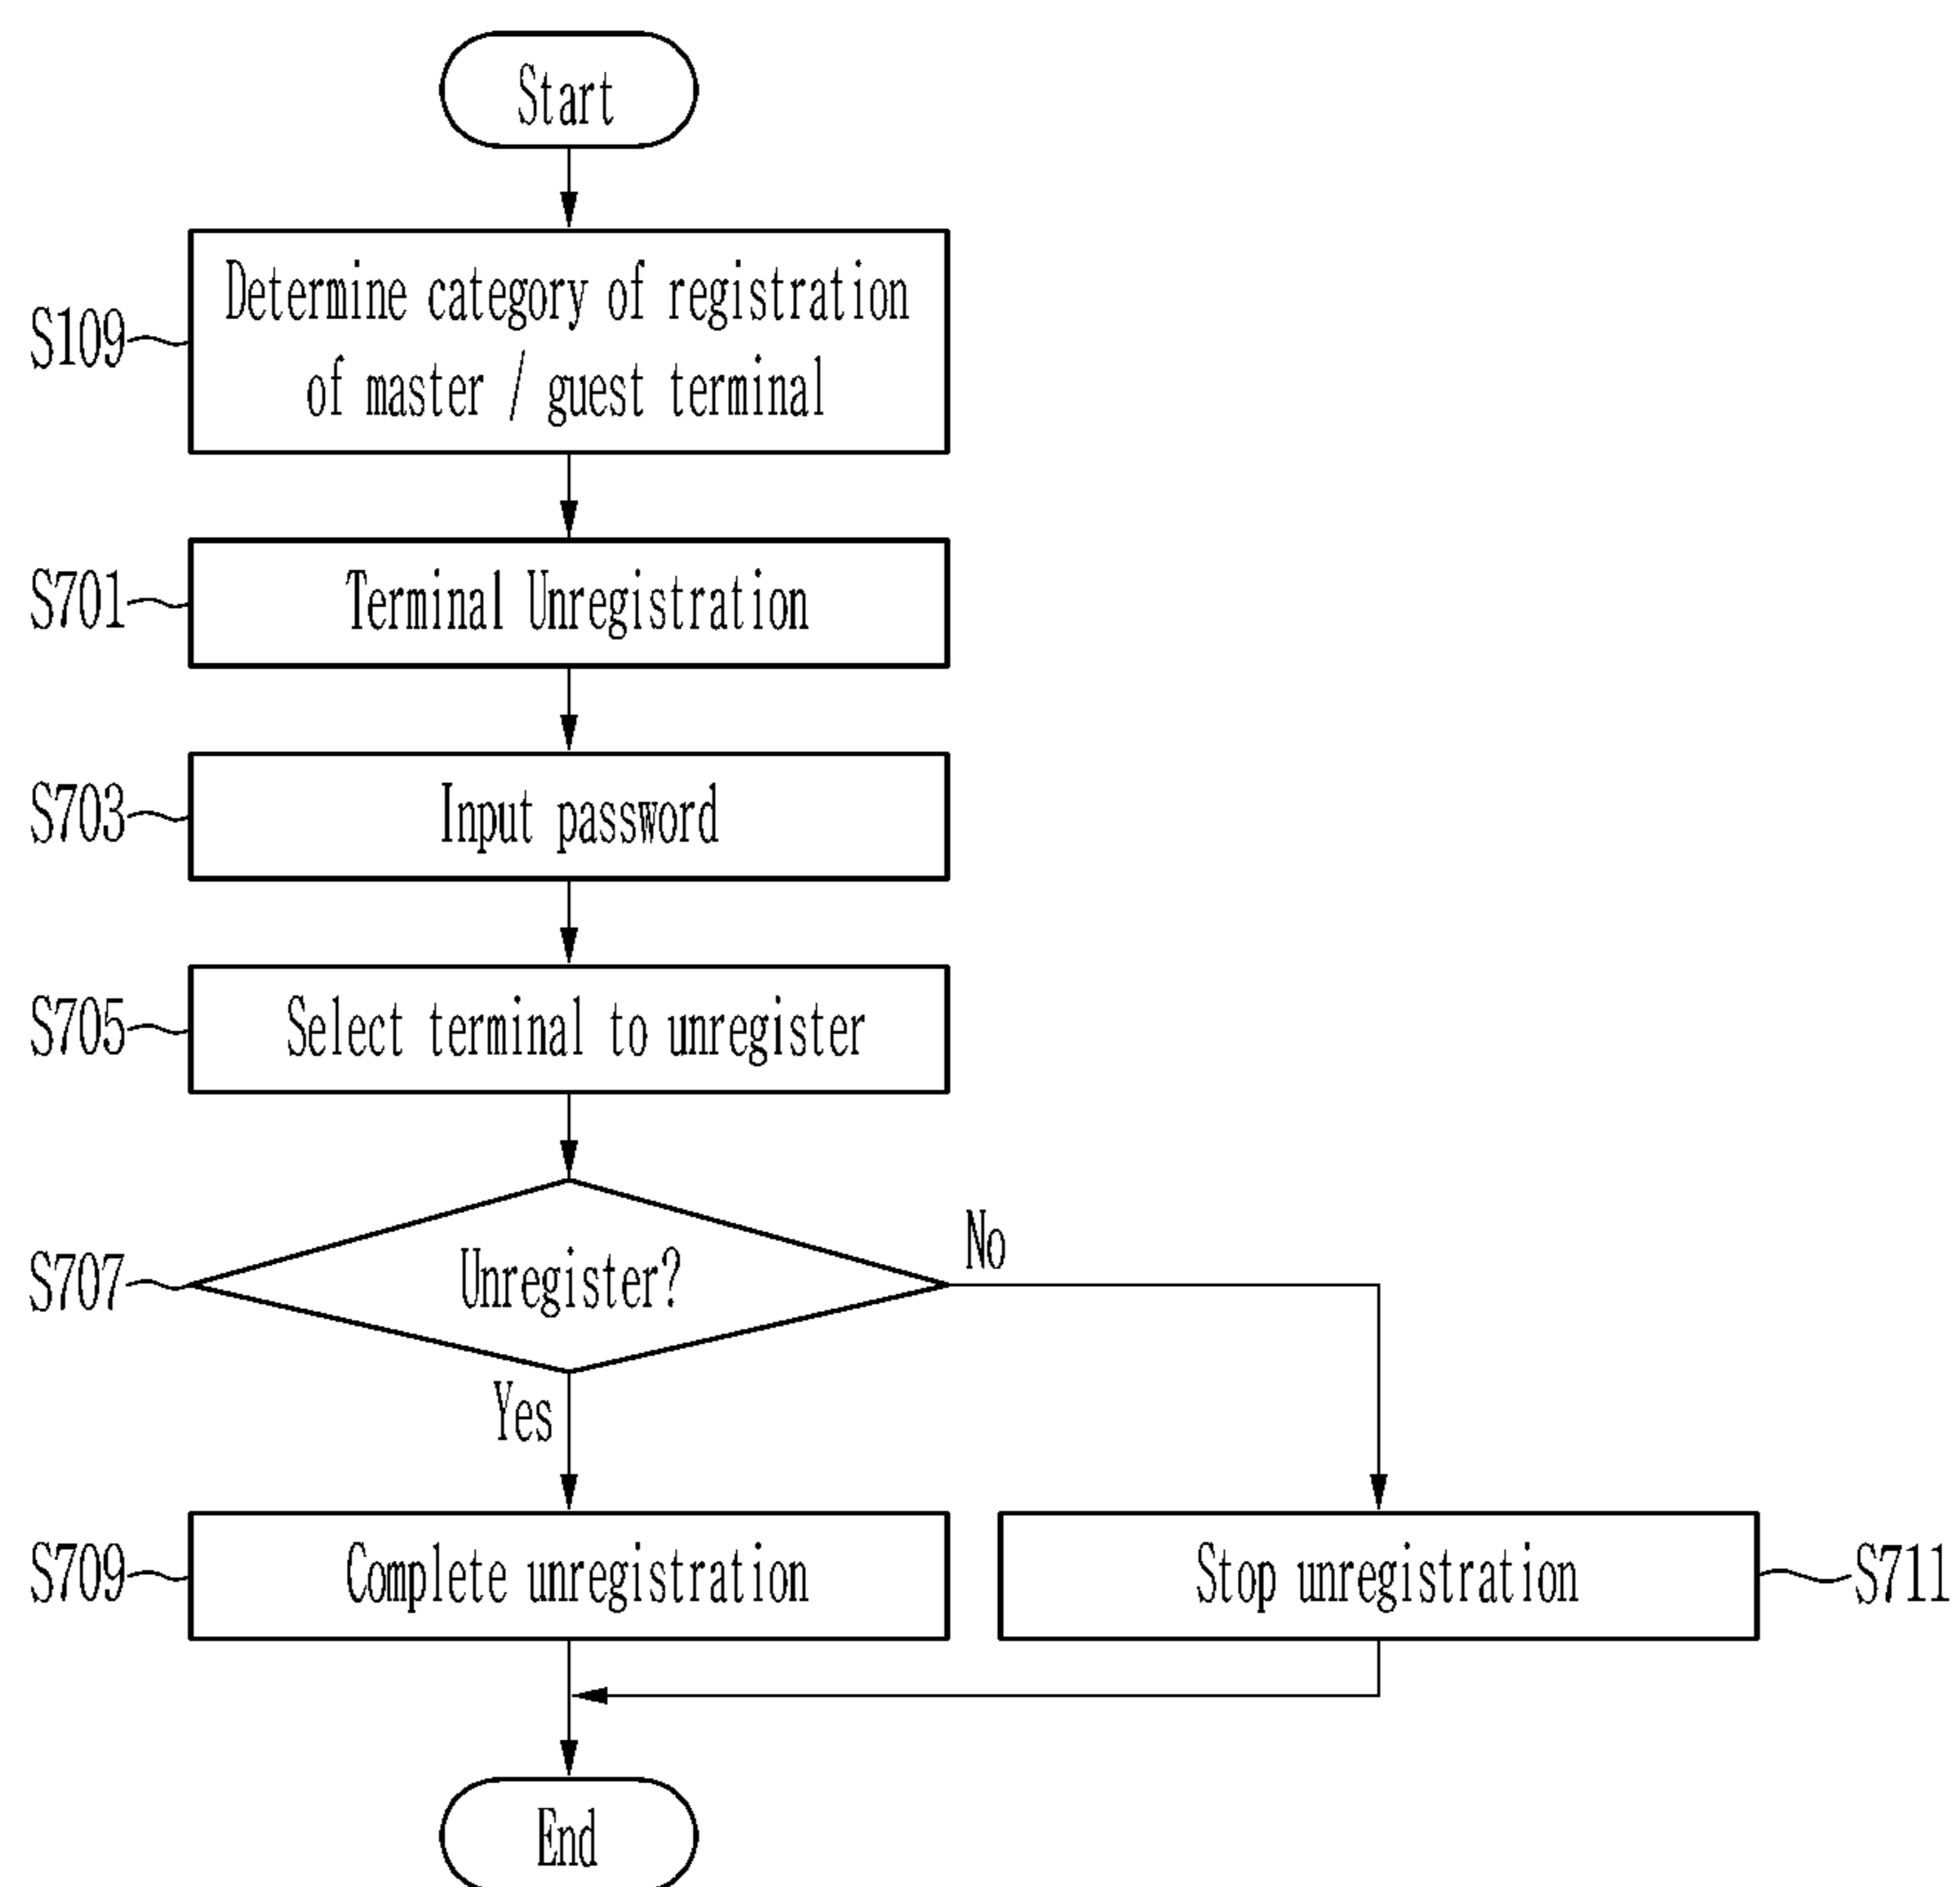 Start
S109
Determine category of registration
of master / guest terminal
S701
Terminal Unregistration
S703
Input password
S705
Select terminal to unregister
S707
Unregister?
No
Yes
S709
Complete unregistration
Stop unregistration
S711
End